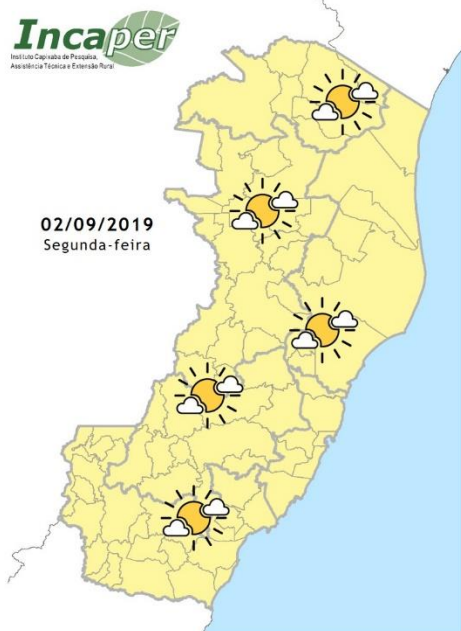 Incaper
Instituto Capixaba de Pesquisa,
Assistência Técnica e Extensão Rural
02/09/2019
Segunda-feira